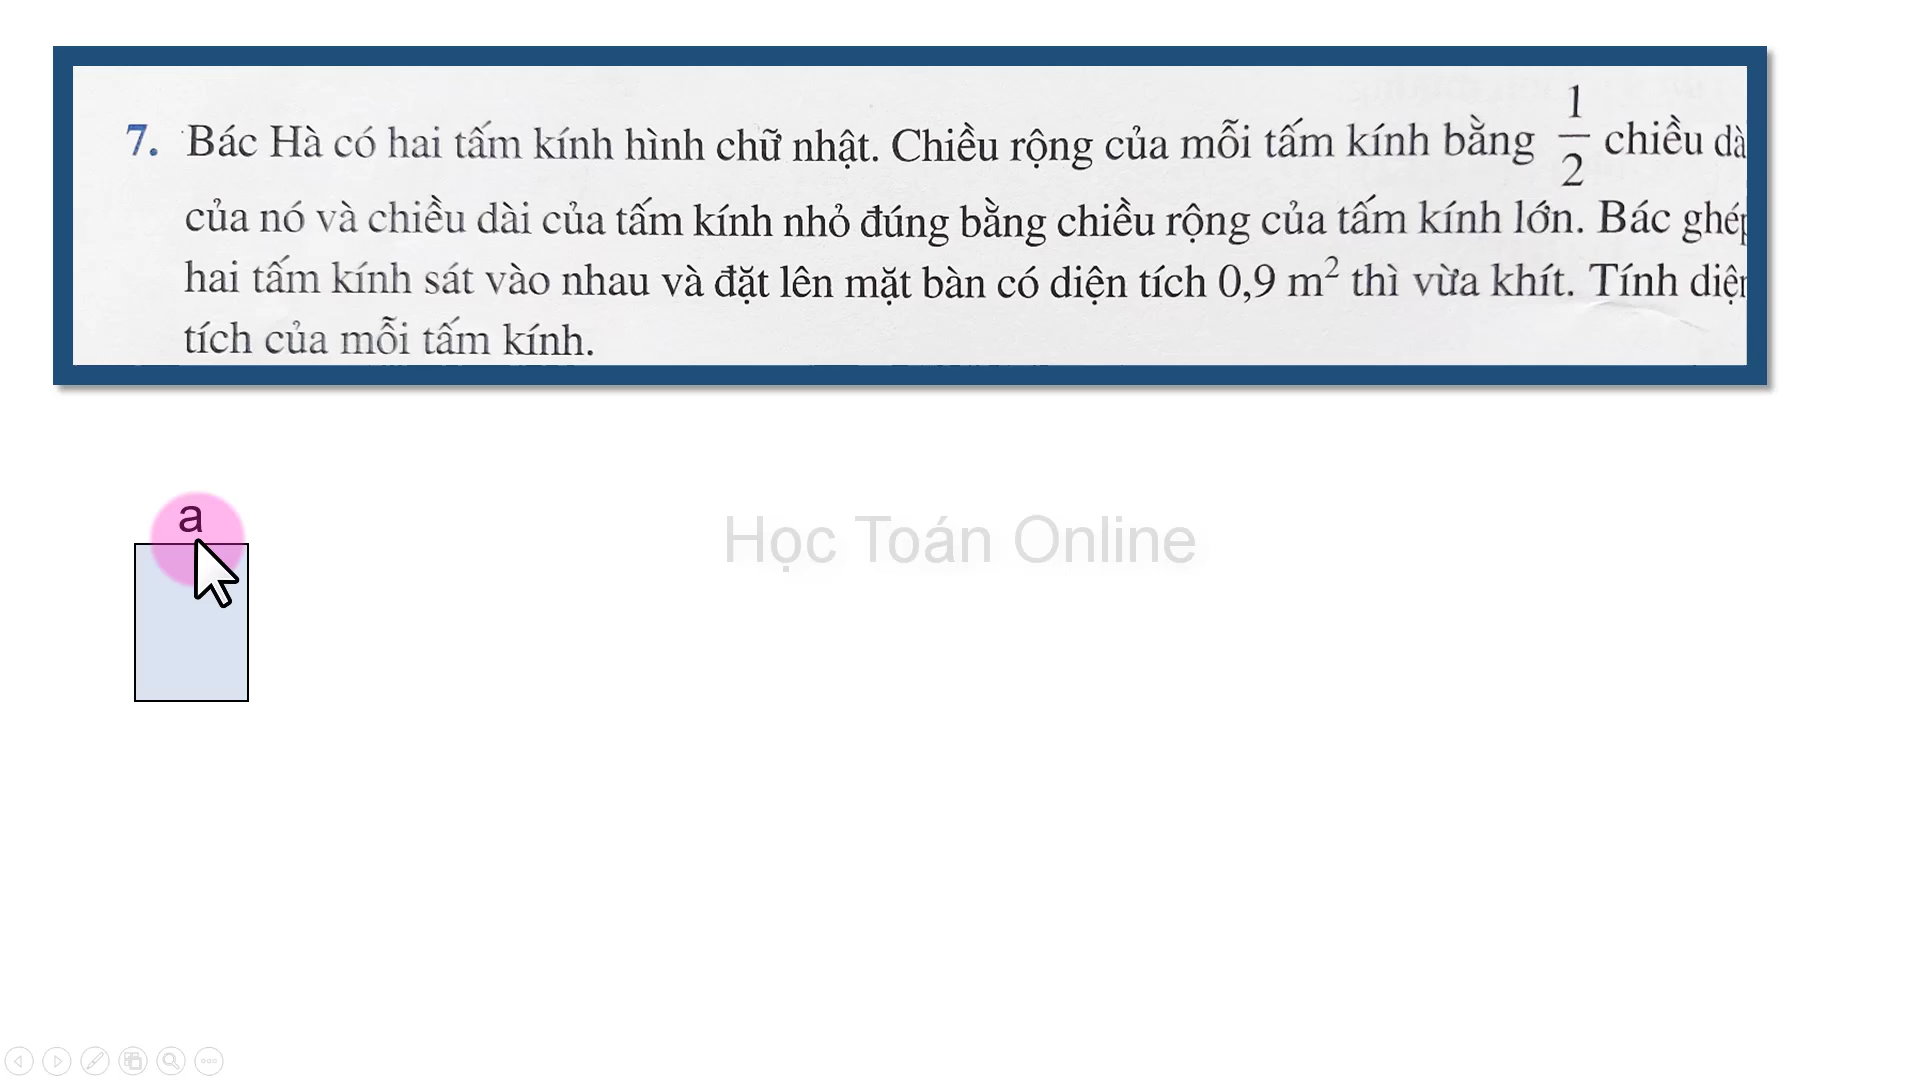 7. Bác Hà có hai tấm kính hình chữ nhật. Chiều rộng của mỗi tấm kính bằng 1/2 chiều
của nó và chiều dài của tấm kính nhỏ đúng bằng chiều rộng của tấm kính lớn. Bác ghép
hai tấm kính sát vào nhau và đặt lên mặt bàn có diện tích 0,9 m² thì vừa khít. Tính diện
tích của mỗi tấm kính.
a
Học Toán Online